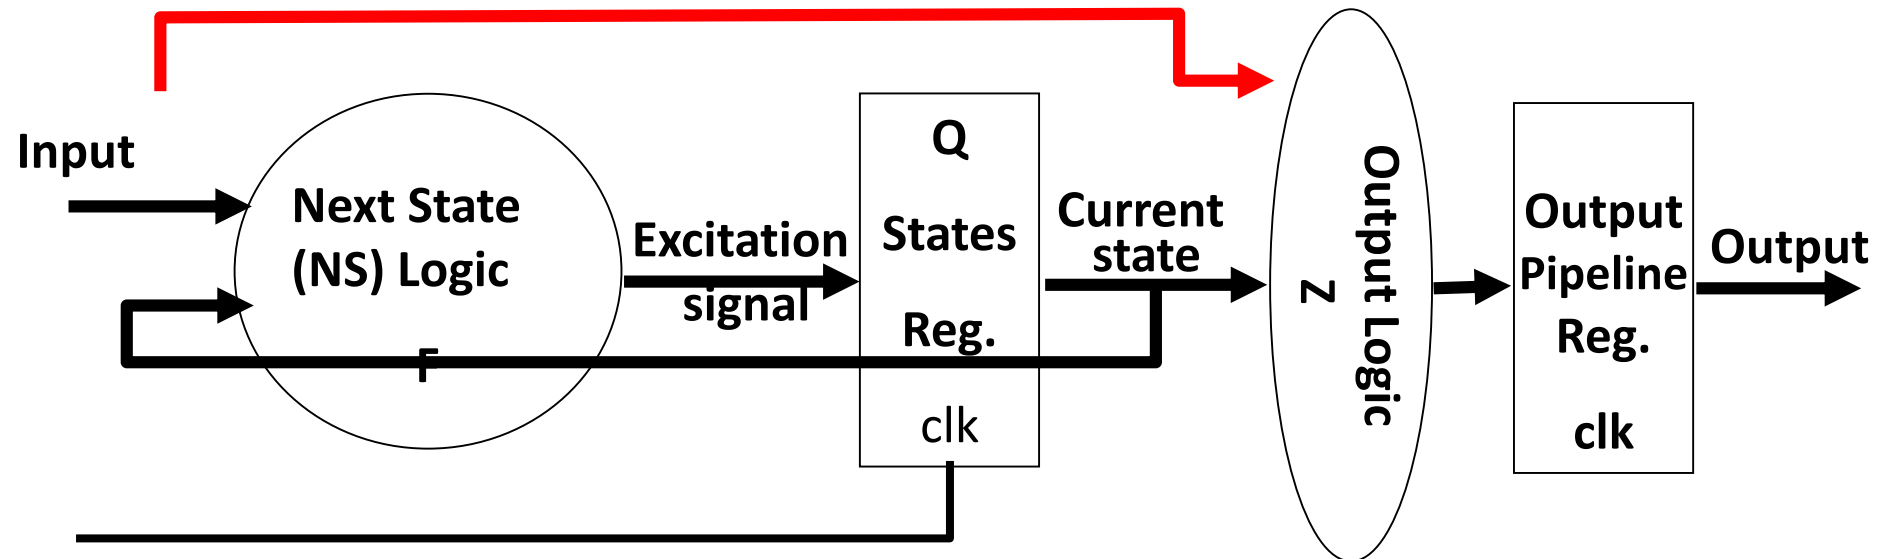 Input
Next State
(NS) Logic
F
Excitation
signal
Q
States
Reg.
clk
Current
state
Output Logic
Z
Output
Pipeline
Reg.
clk
Output